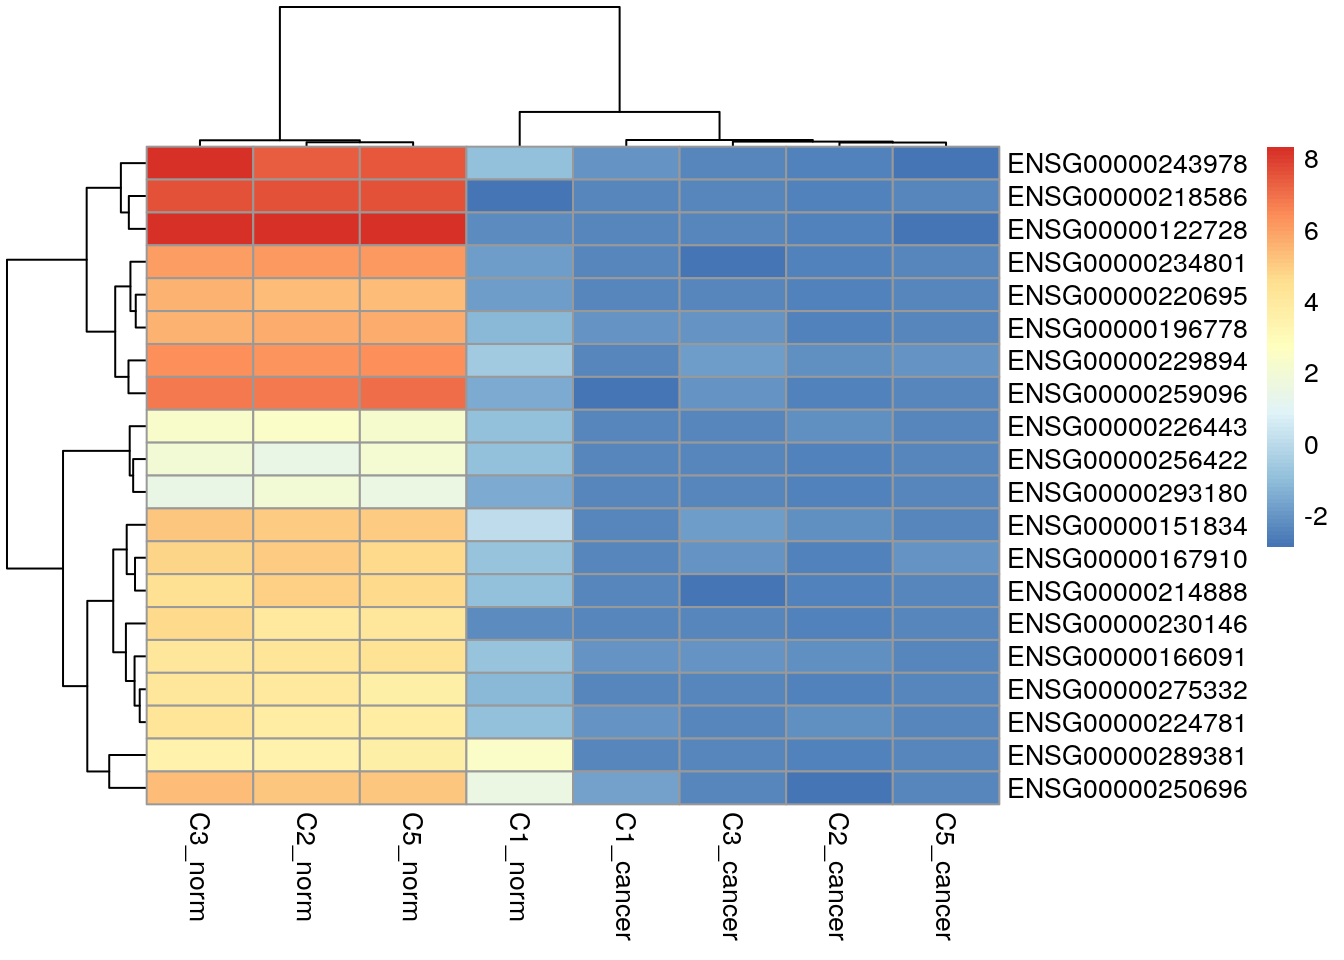 ENSG00000243978
ENSG00000218586
ENSG00000122728
ENSG00000234801
ENSG00000220695
ENSG00000196778
ENSG00000229894
ENSG00000259096
ENSG00000226443
ENSG00000256422
ENSG00000293180
ENSG00000151834
ENSG00000167910
ENSG00000214888
ENSG00000230146
ENSG00000166091
ENSG00000275332
ENSG00000224781
ENSG00000289381
ENSG00000250696
8
6
4
2
0
-2
C3_norm
C2_norm
C5_norm
C1_norm
C1_cancer
C3_cancer
C2_cancer
C5_cancer